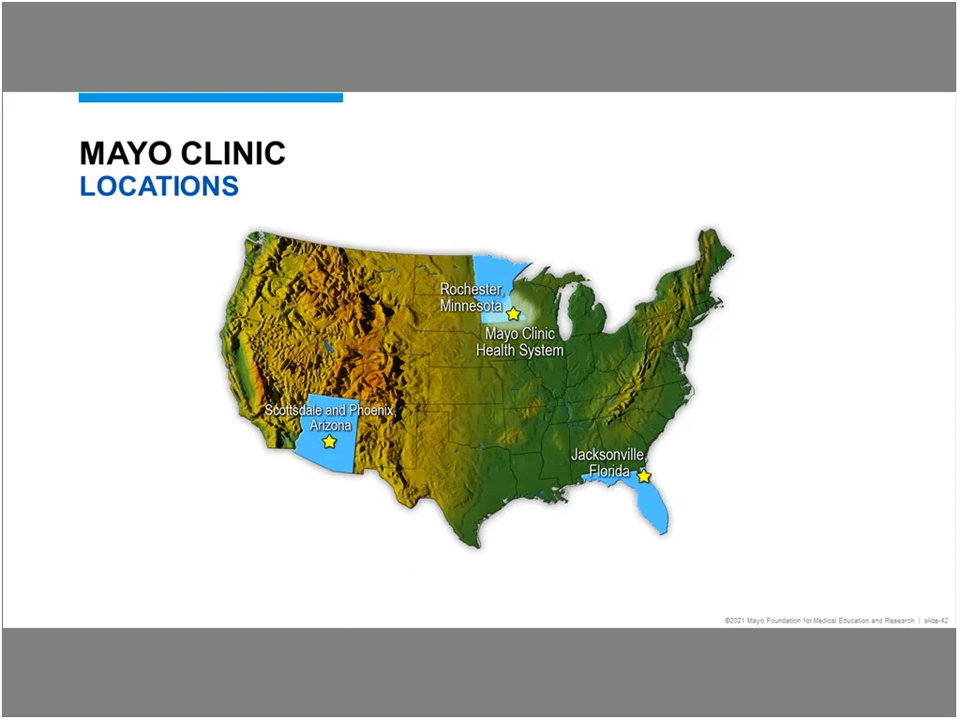 MAYO CLINIC
LOCATIONS
Rochester,
Minnesota
Mayo Clinic
Health System
Scottsdale and Phoenix,
Arizona
Jacksonville,
Florida
©2021 Mayo Foundation for Medical Education and Research | slide-42